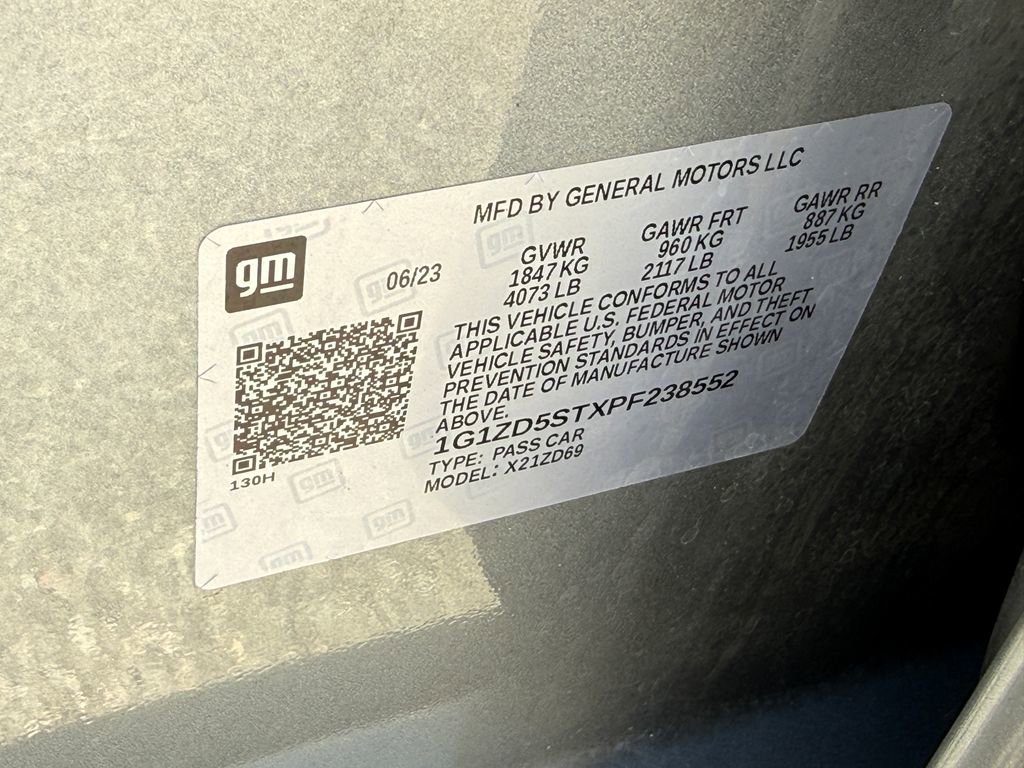 MFD BY GENERAL MOTORS LLC
gm
06/23
GVWR GAWR FRT GAWR RR
1847 KG 960 KG 887 KG
4073 LB 2117 LB 1955 LB
THIS VEHICLE CONFORMS TO ALL
APPLICABLE U.S. FEDERAL MOTOR
VEHICLE SAFETY, BUMPER, AND THEFT
PREVENTION STANDARDS IN EFFECT ON
THE DATE OF MANUFACTURE SHOWN
ABOVE.
1G1ZD5STXPF238552
TYPE: PASS CAR
MODEL: X21ZD69
130H